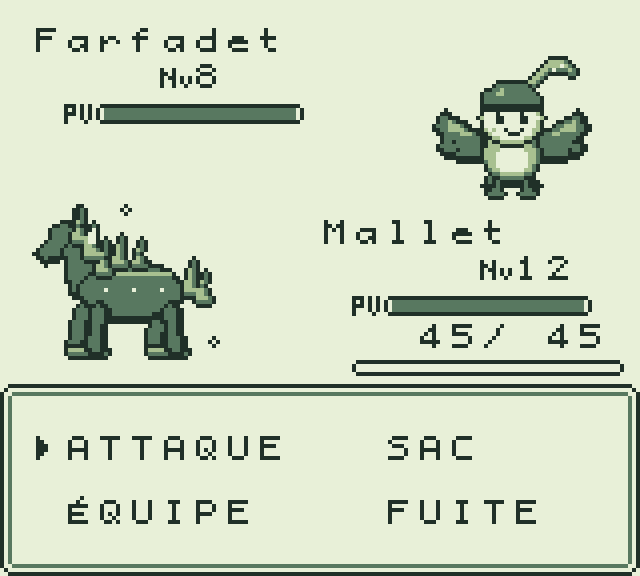 Farfadet
Nv8
PV
Mallet
Nv12
PV
45/ 45
ATTAQUE SAC
ÉQUIPE FUITE